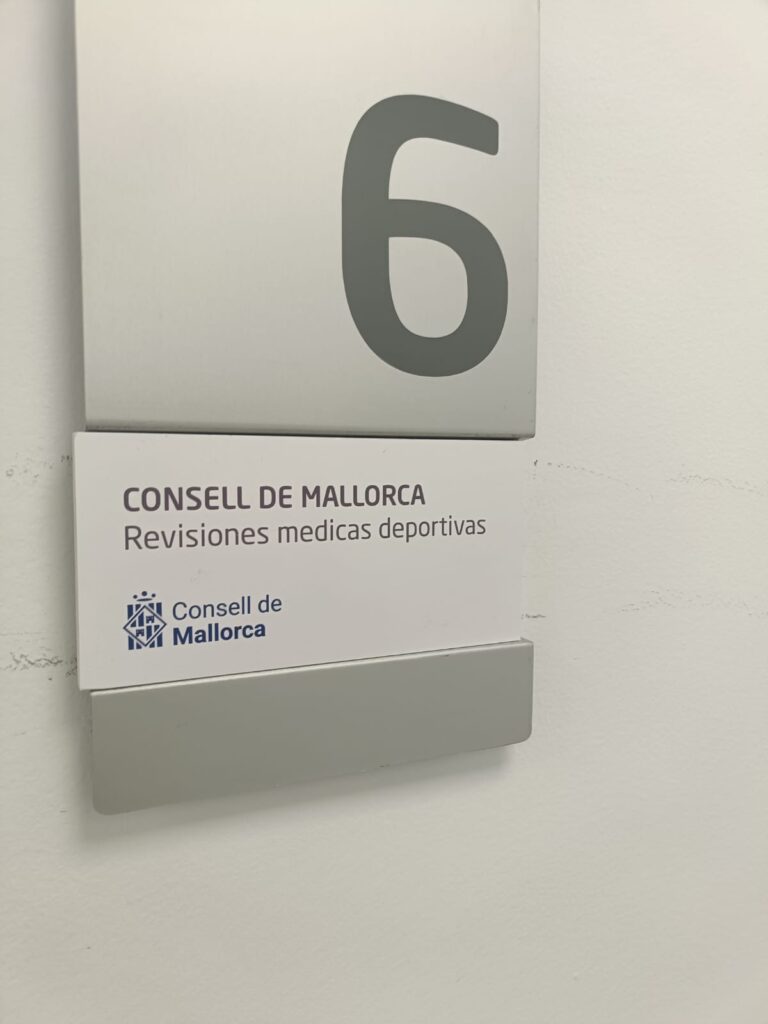 6
CONSELL DE MALLORCA
Revisiones medicas deportivas
Consell de
Mallorca